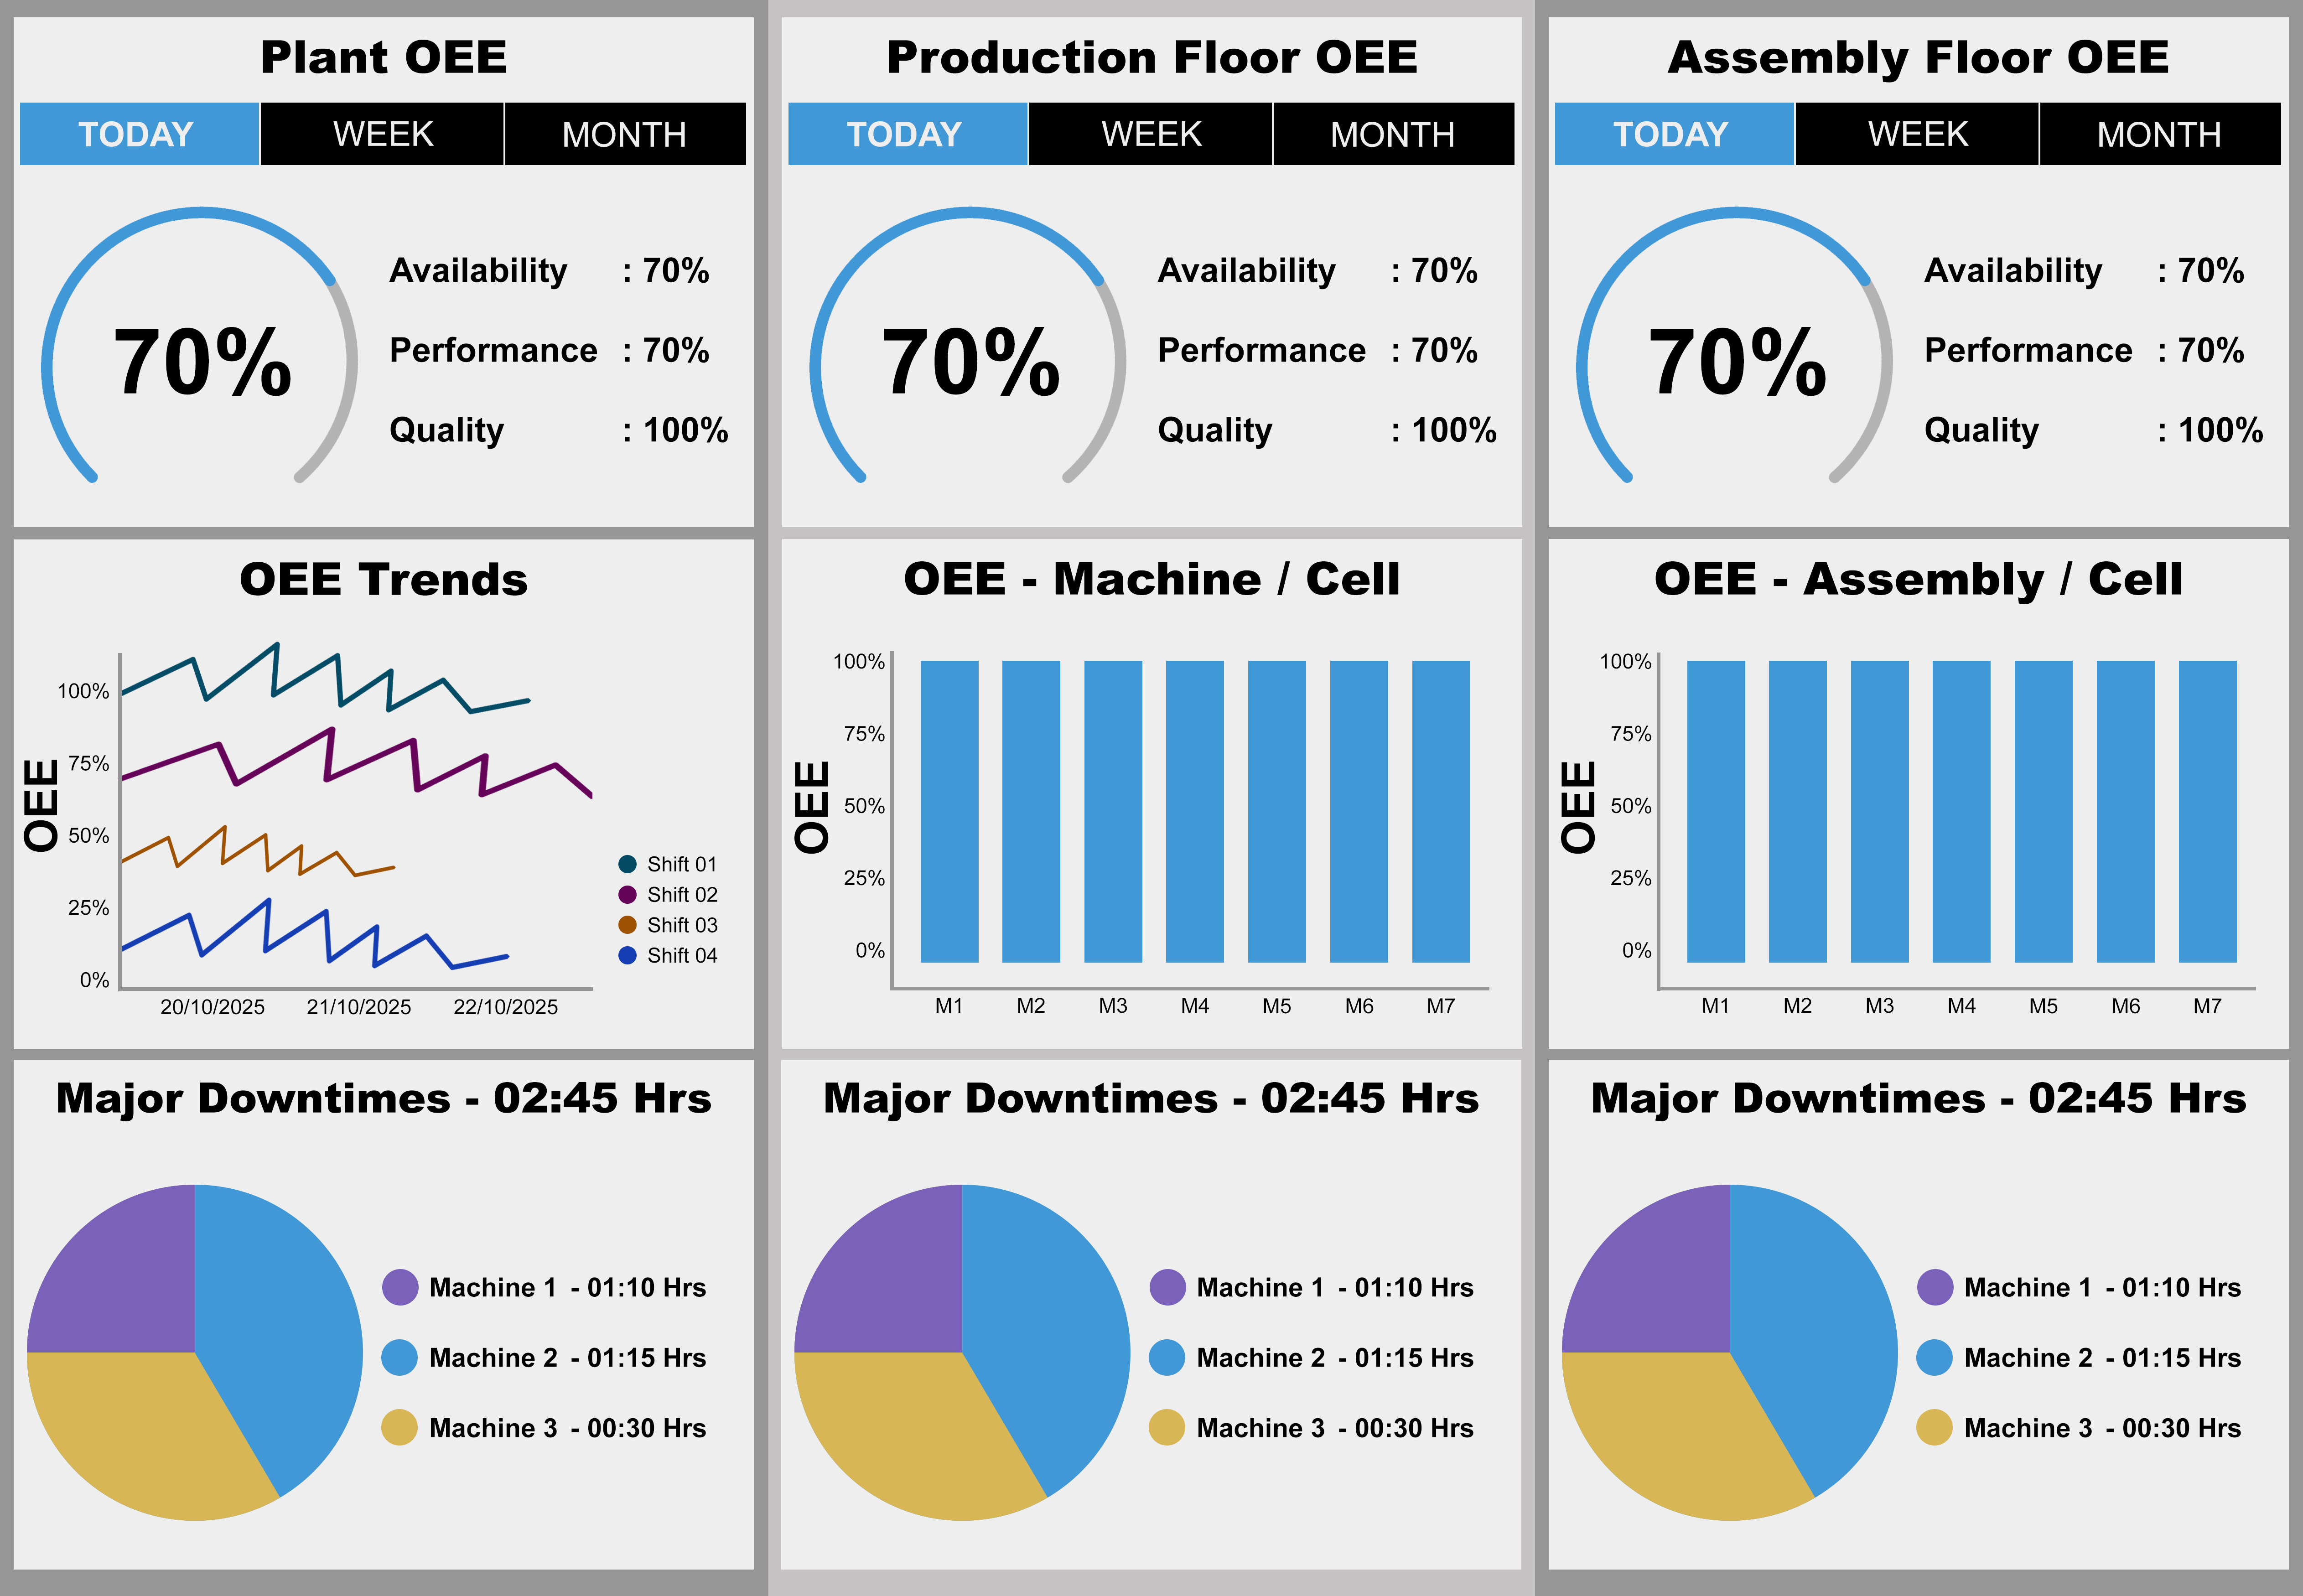 Plant OEE
TODAY WEEK MONTH
70%
Availability : 70%
Performance : 70%
Quality : 100%
Production Floor OEE
TODAY WEEK MONTH
70%
Availability : 70%
Performance : 70%
Quality : 100%
Assembly Floor OEE
TODAY WEEK MONTH
70%
Availability : 70%
Performance : 70%
Quality : 100%
OEE Trends
OEE
100%
75%
50%
25%
0%
20/10/2025 21/10/2025 22/10/2025
Shift 01
Shift 02
Shift 03
Shift 04
OEE - Machine / Cell
OEE
100%
75%
50%
25%
0%
M1 M2 M3 M4 M5 M6 M7
OEE - Assembly / Cell
OEE
100%
75%
50%
25%
0%
M1 M2 M3 M4 M5 M6 M7
Major Downtimes - 02:45 Hrs
Machine 1 - 01:10 Hrs
Machine 2 - 01:15 Hrs
Machine 3 - 00:30 Hrs
Major Downtimes - 02:45 Hrs
Machine 1 - 01:10 Hrs
Machine 2 - 01:15 Hrs
Machine 3 - 00:30 Hrs
Major Downtimes - 02:45 Hrs
Machine 1 - 01:10 Hrs
Machine 2 - 01:15 Hrs
Machine 3 - 00:30 Hrs